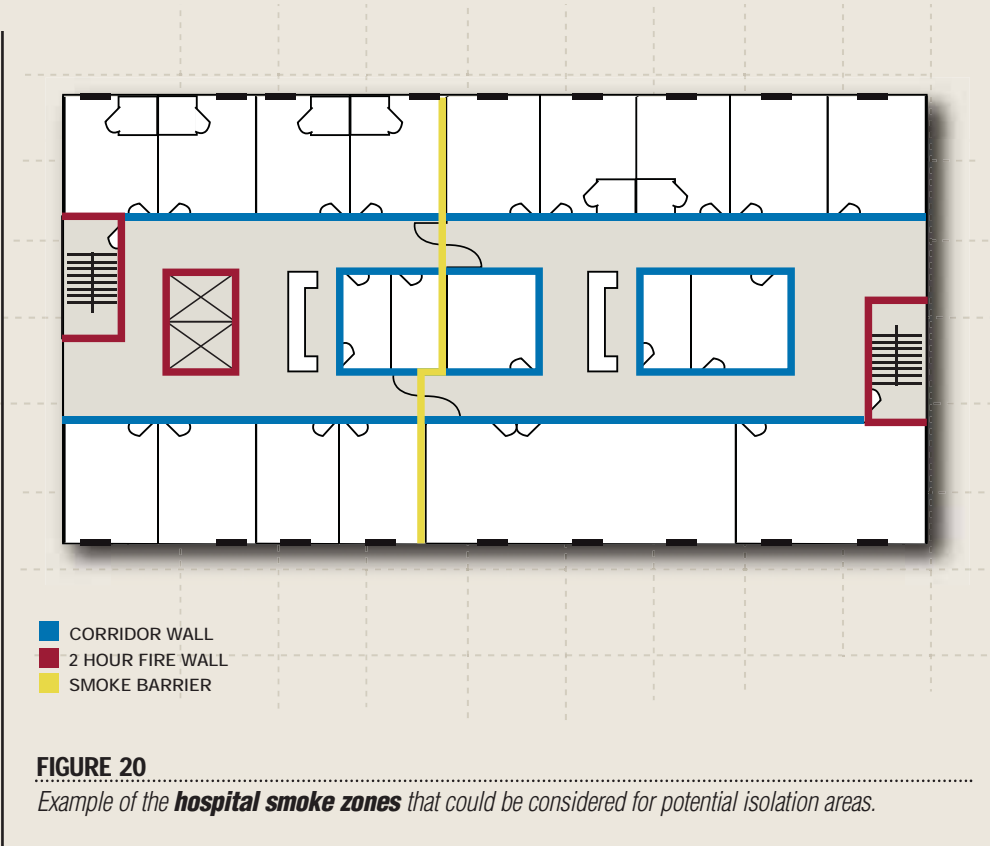 CORRIDOR WALL
2 HOUR FIRE WALL
SMOKE BARRIER
FIGURE 20
Example of the hospital smoke zones that could be considered for potential isolation areas.